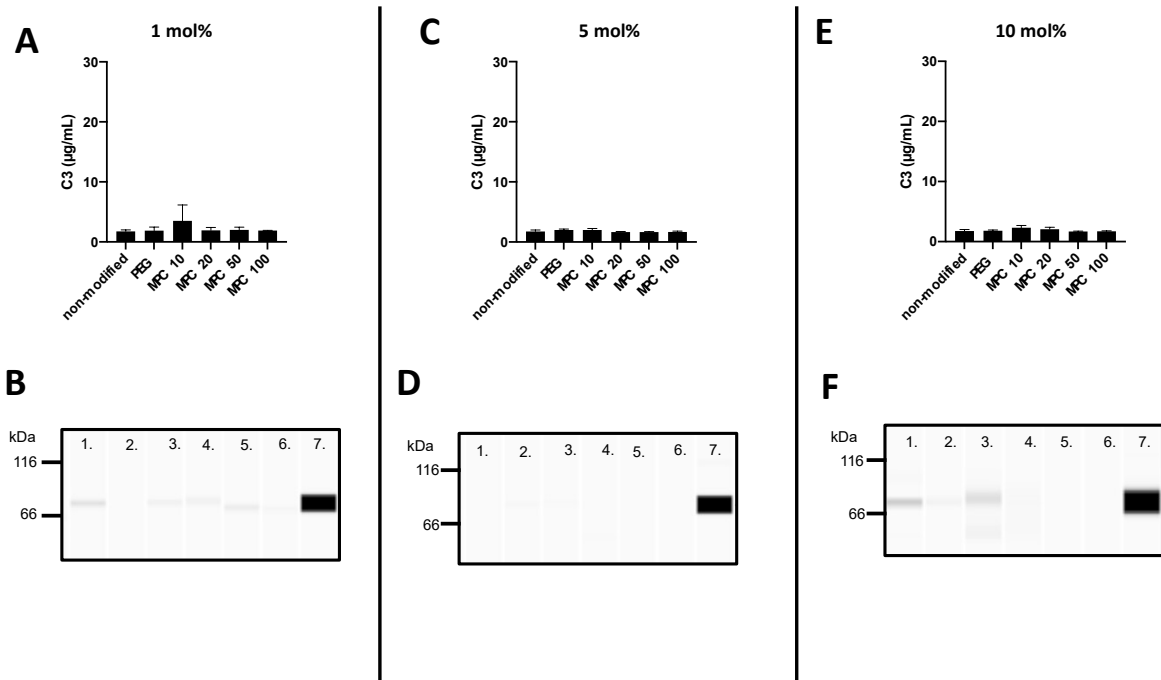 A
1 mol%
30
20
10
0
C3 (µg/mL)
non-modified
PEG
MPC 10
MPC 20
MPC 50
MPC 100
B
kDa
116
66
1. 2. 3. 4. 5. 6. 7.
C
5 mol%
30
20
10
0
C3 (µg/mL)
non-modified
PEG
MPC 10
MPC 20
MPC 50
MPC 100
D
kDa
116
66
1. 2. 3. 4. 5. 6. 7.
E
10 mol%
30
20
10
0
C3 (µg/mL)
non-modified
PEG
MPC 10
MPC 20
MPC 50
MPC 100
F
kDa
116
66
1. 2. 3. 4. 5. 6. 7.